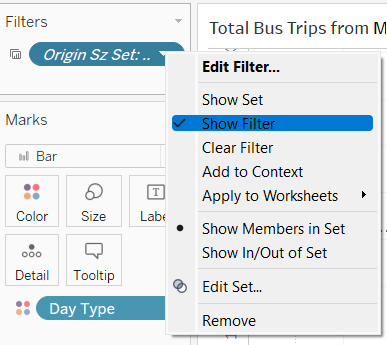 Filters
Total Bus Trips from M
Origin Sz Set: ..
Edit Filter...
Show Set
Show Filter
Clear Filter
Add to Context
Apply to Worksheets
Show Members in Set
Show In/Out of Set
Edit Set...
Remove
Marks
Bar
Color
Size
Labe
Detail
Tooltip
Day Type